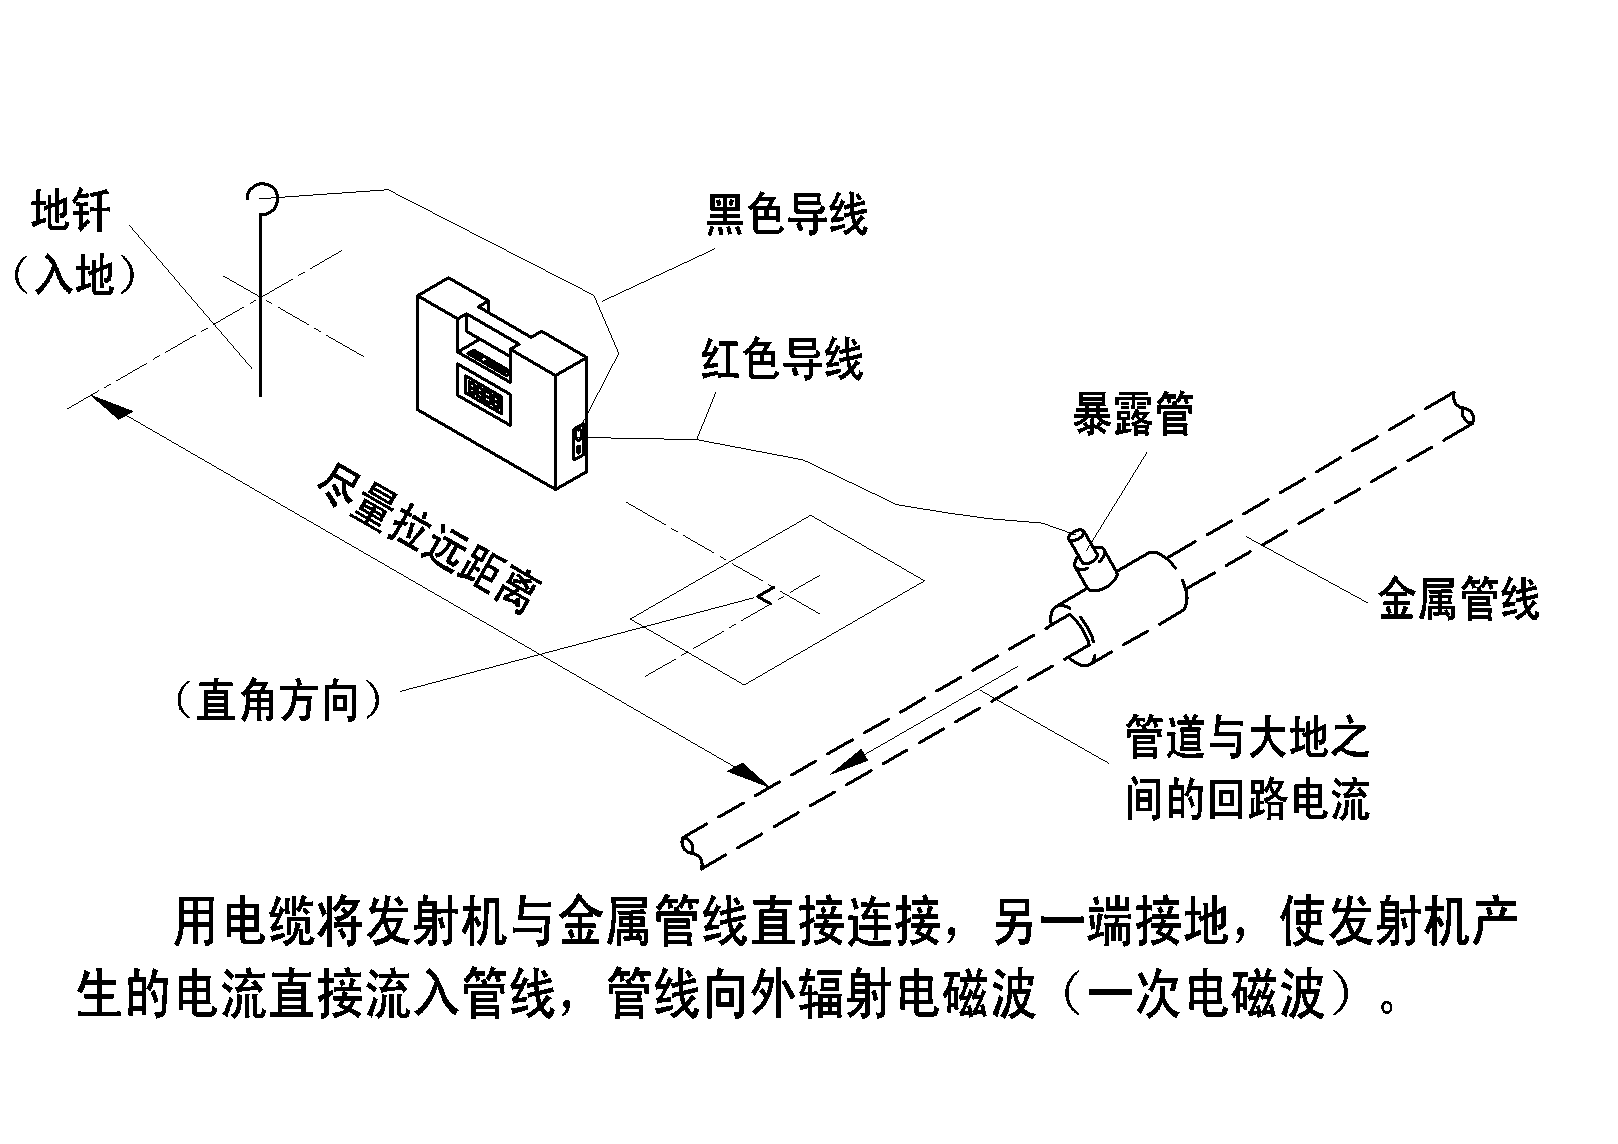 地钎
（入地）
黑色导线
红色导线
暴露管
金属管线
尽量拉远距离
（直角方向）
管道与大地之
间的回路电流
用电缆将发射机与金属管线直接连接，另一端接地，使发射机产
生的电流直接流入管线，管线向外辐射电磁波（一次电磁波）。